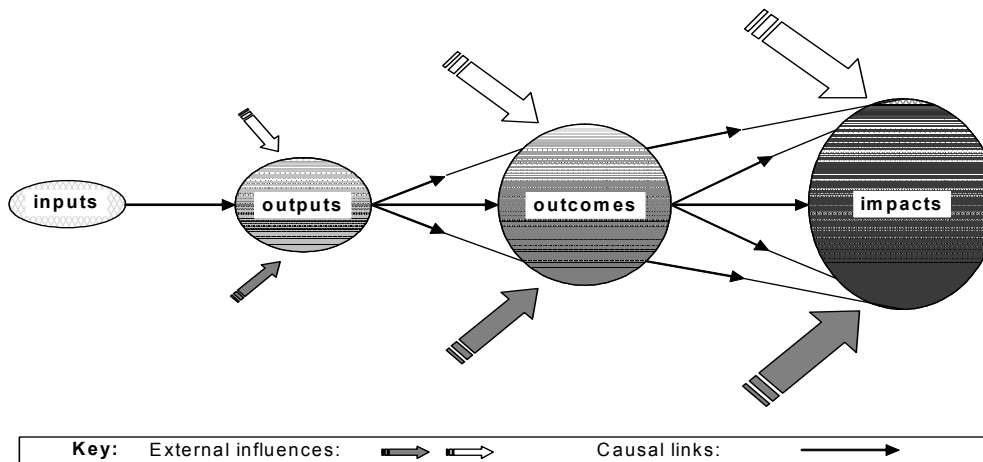 inputs
outputs
outcomes
impacts
Key: External influences: Causal links: